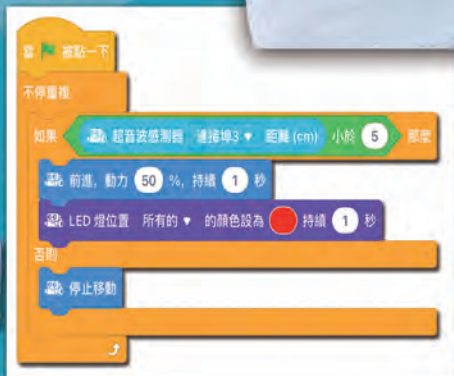 當 被點一下
不停重複
如果 超音波感測器 連接埠3 ▼ 距離 (cm) 小於 5 那麼
前進, 動力 50 %, 持續 1 秒
LED 燈位置 所有的 ▼ 的顏色設為 持續 1 秒
否則
停止移動